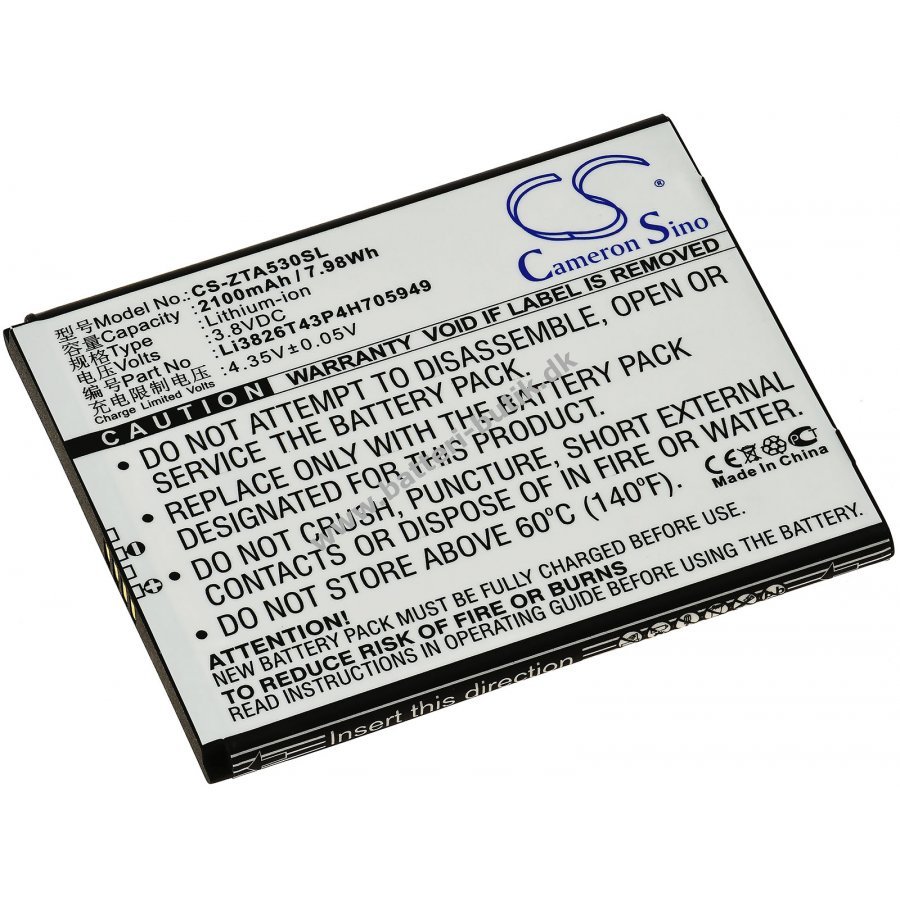 CS ®
Cameron Sino
型号Model No.: CS-ZTA530SL
容量Capacity: 2100mAh / 7.98Wh
规格Type : Lithium-ion
电压Volts : 3.8VDC
编号Part No : Li3826T43P4H705949
充电限制电压 : 4.35V±0.05V
Charge Limited Volts
CAUTION WARRANTY VOID IF LABEL REMOVED
• DO NOT ATTEMPT TO DISASSEMBLE, OPEN OR
SERVICE THE BATTERY PACK.
• REPLACE ONLY WITH THE BATTERY PACK
DESIGNATED FOR THIS PRODUCT.
• DO NOT CRUSH, PUNCTURE, SHORT EXTERNAL
CONTACTS OR DISPOSE OF IN FIRE
• DO NOT STORE ABOVE 60°C (140°F).
CE
Made In China
ATTENTION!
NEW BATTERY PACK MUST BE FULLY CHARGED BEFORE USE.
TO REDUCE RISK OF FIRE OR BURNS
READ INSTRUCTIONS IN OPERATING GUIDE BEFORE USING
Insert this direction
www.batteri-butik.dk